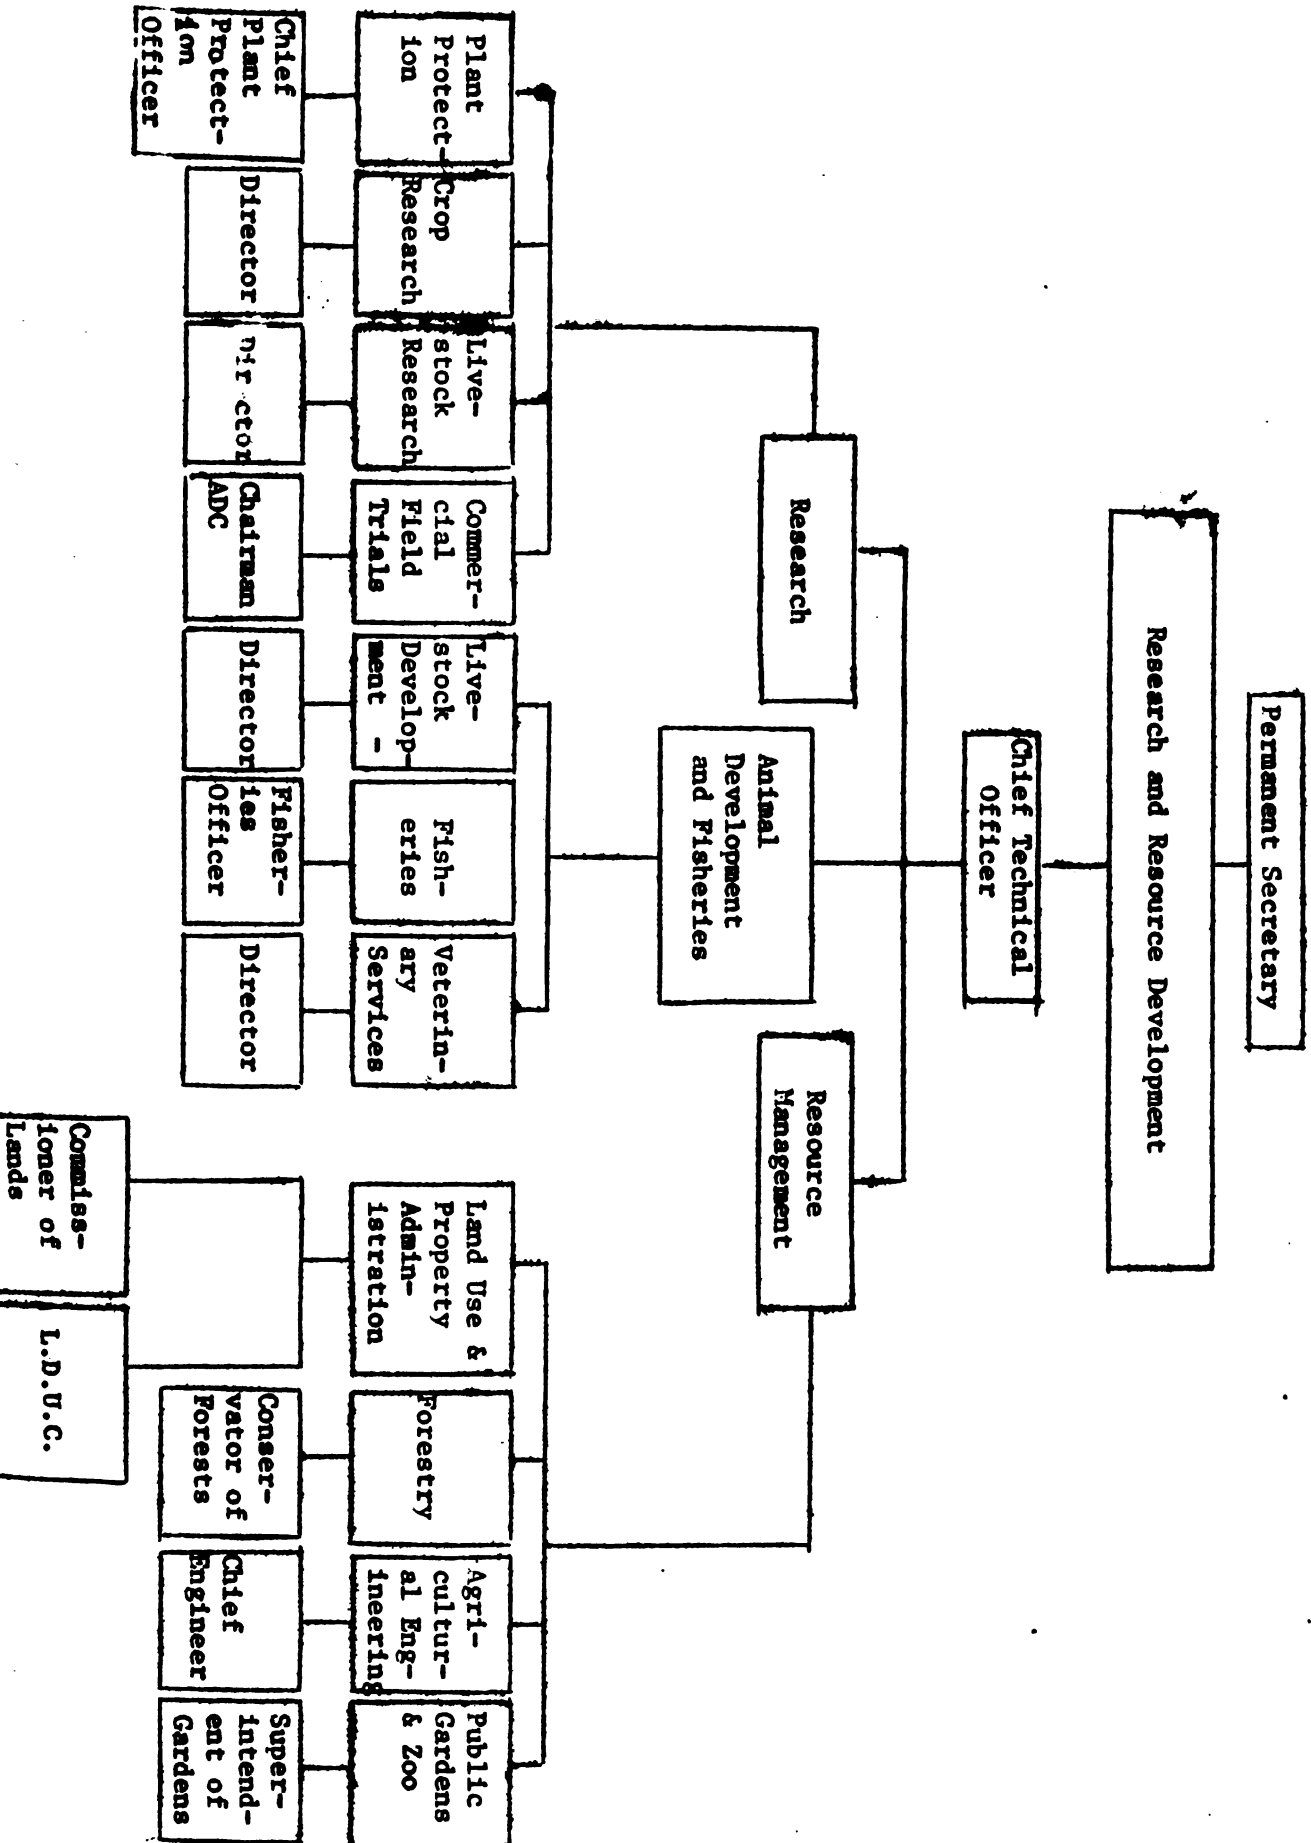 Permanent Secretary
Research and Resource Development
Chief Technical
Officer
Research
Animal
Development
and Fisheries
Resource
Management
Plant
Protect-
ion
Crop
Research
Live-
stock
Research
Commer-
cial
Field
Trials
Live-
stock
Develop-
ment -
Fish-
eries
Veterin-
ary
Services
Land Use &
Property
Admin-
istration
Forestry
Agri-
cultur-
al Eng-
ineering
Public
Gardens
& Zoo
Chief
Plant
Protect-
ion
Officer
Director
Dir ctor
Chairman
ADC
Director
Fisher-
ies
Officer
Director
Commiss-
ioner of
Lands
L.D.U.C.
Conser-
vator of
Forests
Chief
Engineer
Super-
intend-
ent of
Gardens